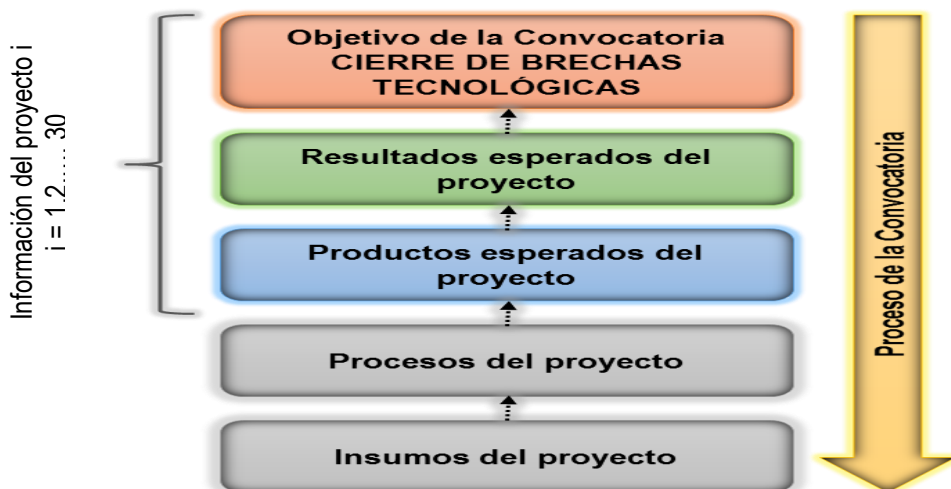 Información del proyecto i
i = 1,2...... 30
Objetivo de la Convocatoria
CIERRE DE BRECHAS
TECNOLÓGICAS
Resultados esperados del
proyecto
Productos esperados del
proyecto
Procesos del proyecto
Insumos del proyecto
Proceso de la Convocatoria